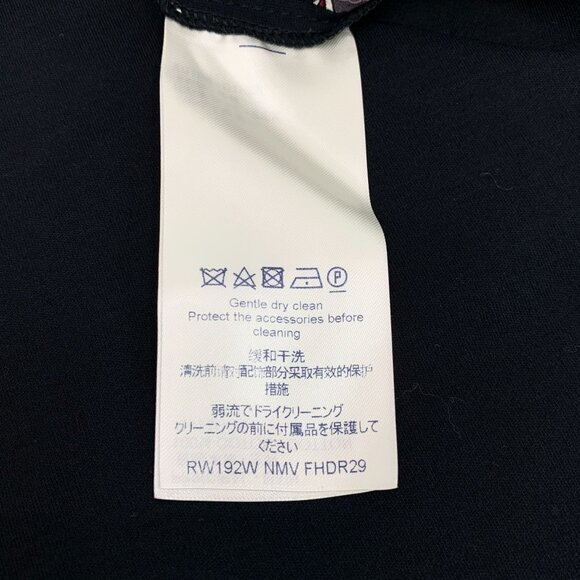 Gentle dry clean
Protect the accessories before
cleaning
缓和干洗
清洗前请对配饰部分采取有效的保护
措施
弱流でドライクリーニング
クリーニングの前に付属品を保護して
ください
RW192W NMV FHDR29